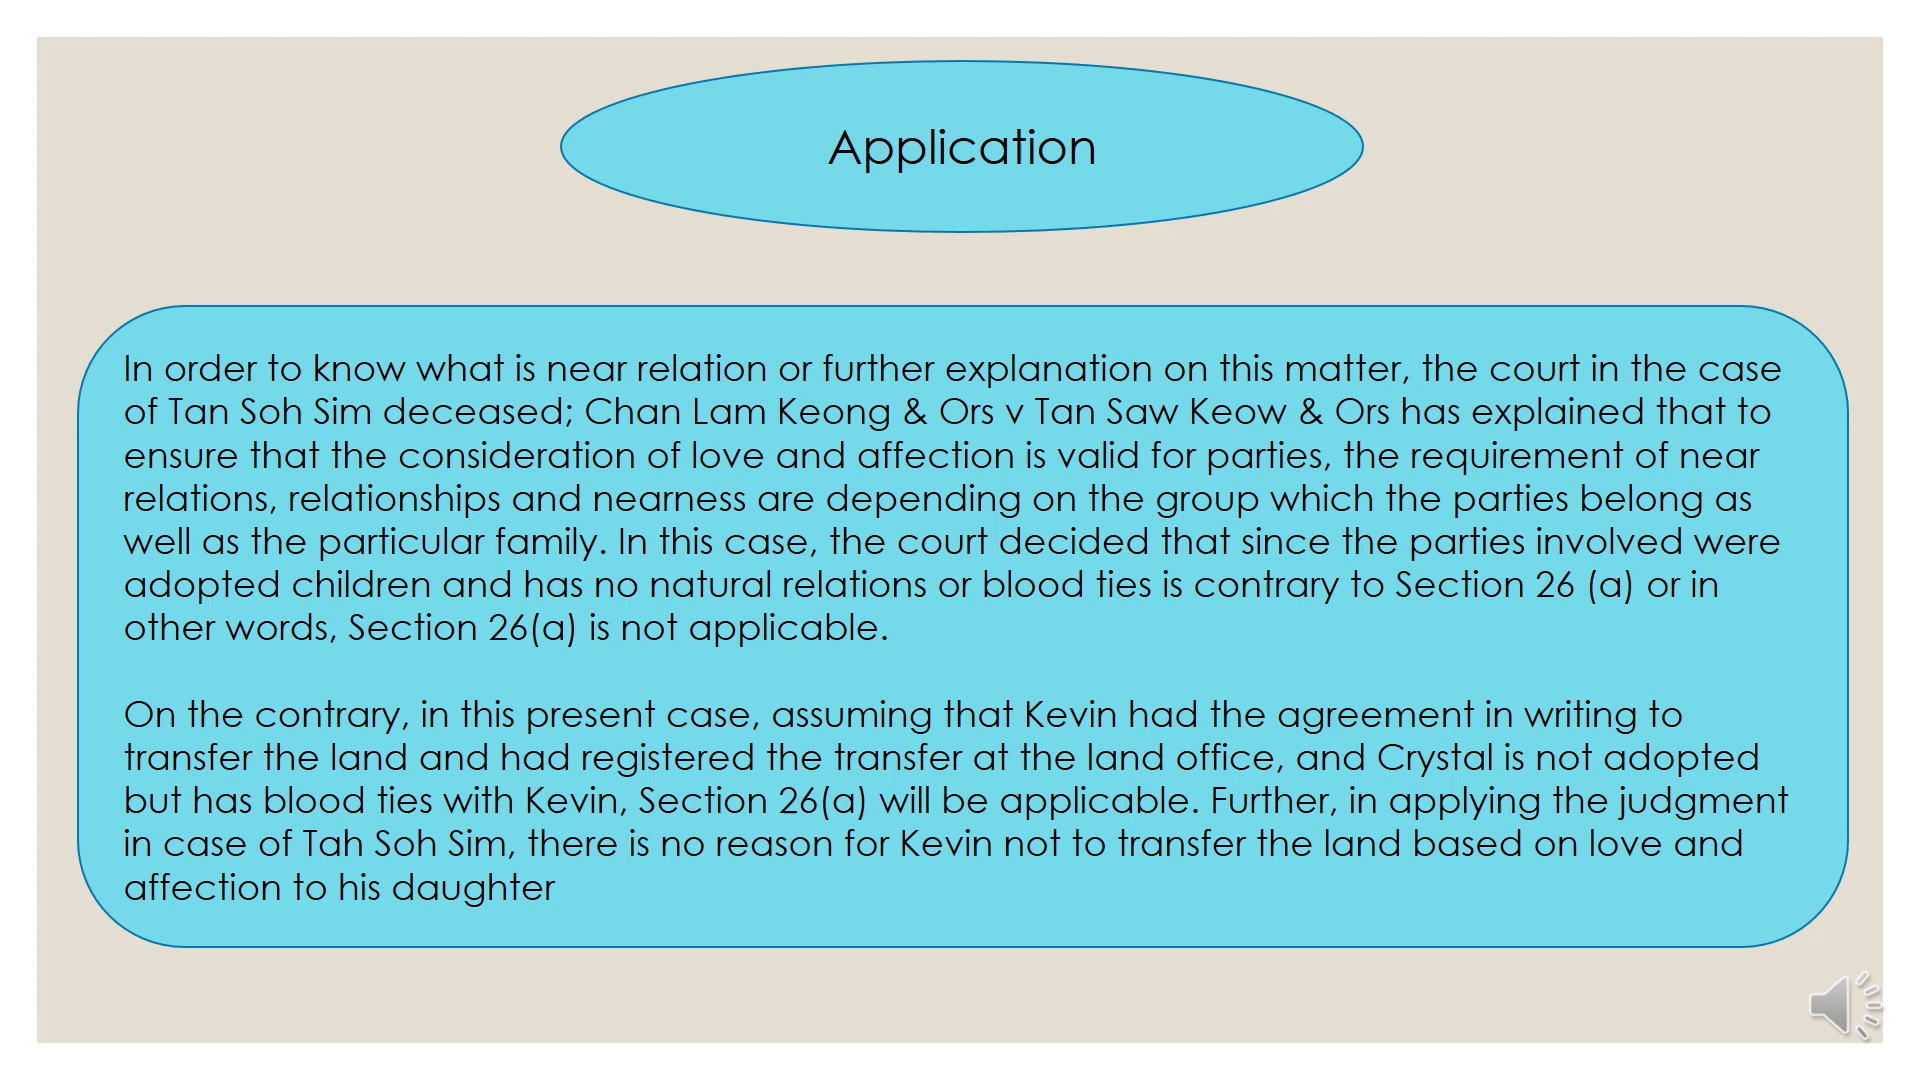 Application
In order to know what is near relation or further explanation on this matter, the court in the case
of Tan Soh Sim deceased; Chan Lam Keong & Ors v Tan Saw Keow & Ors has explained that to
ensure that the consideration of love and affection is valid for parties, the requirement of near
relations, relationships and nearness are depending on the group which the parties belong as
well as the particular family. In this case, the court decided that since the parties involved were
adopted children and has no natural relations or blood ties is contrary to Section 26 (a) or in
other words, Section 26(a) is not applicable.
On the contrary, in this present case, assuming that Kevin had the agreement in writing to
transfer the land and had registered the transfer at the land office, and Crystal is not adopted
but has blood ties with Kevin, Section 26(a) will be applicable. Further, in applying the judgment
in case of Tah Soh Sim, there is no reason for Kevin not to transfer the land based on love and
affection to his daughter